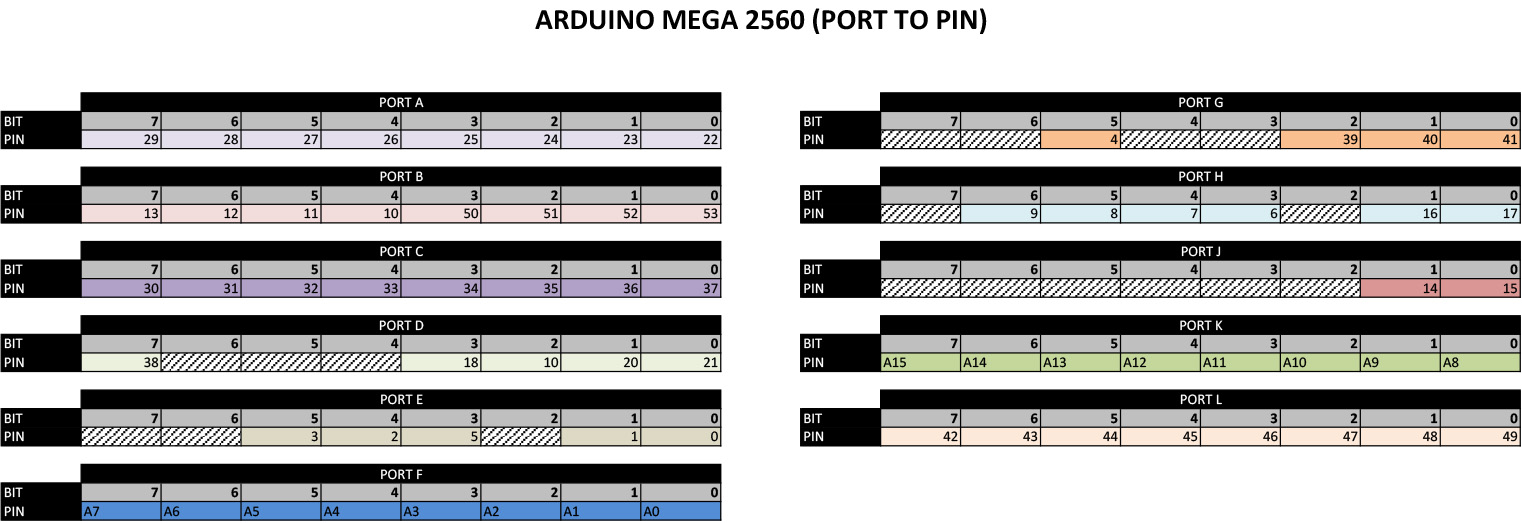 ARDUINO MEGA 2560 (PORT TO PIN)
PORT A
BIT 7 6 5 4 3 2 1 0
PIN 29 28 27 26 25 24 23 22
PORT B
BIT 7 6 5 4 3 2 1 0
PIN 13 12 11 10 50 51 52 53
PORT C
BIT 7 6 5 4 3 2 1 0
PIN 30 31 32 33 34 35 36 37
PORT D
BIT 7 6 5 4 3 2 1 0
PIN 38 18 10 20 21
PORT E
BIT 7 6 5 4 3 2 1 0
PIN 3 2 5 1 0
PORT F
BIT 7 6 5 4 3 2 1 0
PIN A7 A6 A5 A4 A3 A2 A1 A0
PORT G
BIT 7 6 5 4 3 2 1 0
PIN 4 39 40 41
PORT H
BIT 7 6 5 4 3 2 1 0
PIN 9 8 7 6 16 17
PORT J
BIT 7 6 5 4 3 2 1 0
PIN 14 15
PORT K
BIT 7 6 5 4 3 2 1 0
PIN A15 A14 A13 A12 A11 A10 A9 A8
PORT L
BIT 7 6 5 4 3 2 1 0
PIN 42 43 44 45 46 47 48 49